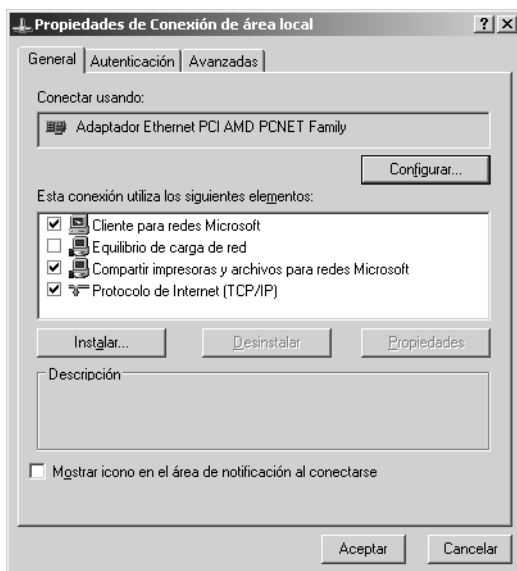 Propiedades de Conexión de área local
General Autenticación Avanzadas
Conectar usando:
Adaptador Ethernet PCI AMD PCNET Family
Configurar...
Esta conexión utiliza los siguientes elementos:
Cliente para redes Microsoft
Equilibrio de carga de red
Compartir impresoras y archivos para redes Microsoft
Protocolo de Internet (TCP/IP)
Instalar... Desinstalar Propiedades
Descripción
Mostrar icono en el área de notificación al conectarse
Aceptar Cancelar